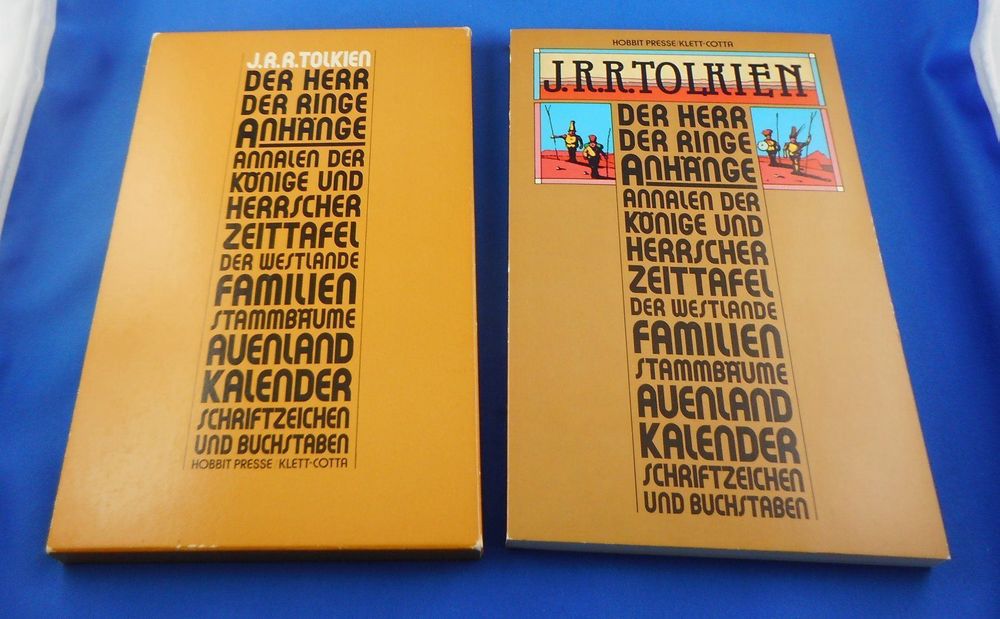 J.R.R.TOLKIEN
DER HERR
DER RINGE
ANHÄNGE
ANNALEN DER
KÖNIGE UND
HERRSCHER
ZEITTAFEL
DER WESTLANDE
FAMILIEN
STAMMBÄUME
AUENLAND
KALENDER
SCHRIFTZEICHEN
UND BUCHSTABEN
HOBBIT PRESSE/KLETT-COTTA
HOBBIT PRESSE/KLETT-COTTA
J.R.R.TOLKIEN
DER HERR
DER RINGE
ANHÄNGE
ANNALEN DER
KÖNIGE UND
HERRSCHER
ZEITTAFEL
DER WESTLANDE
FAMILIEN
STAMMBÄUME
AUENLAND
KALENDER
SCHRIFTZEICHEN
UND BUCHSTABEN